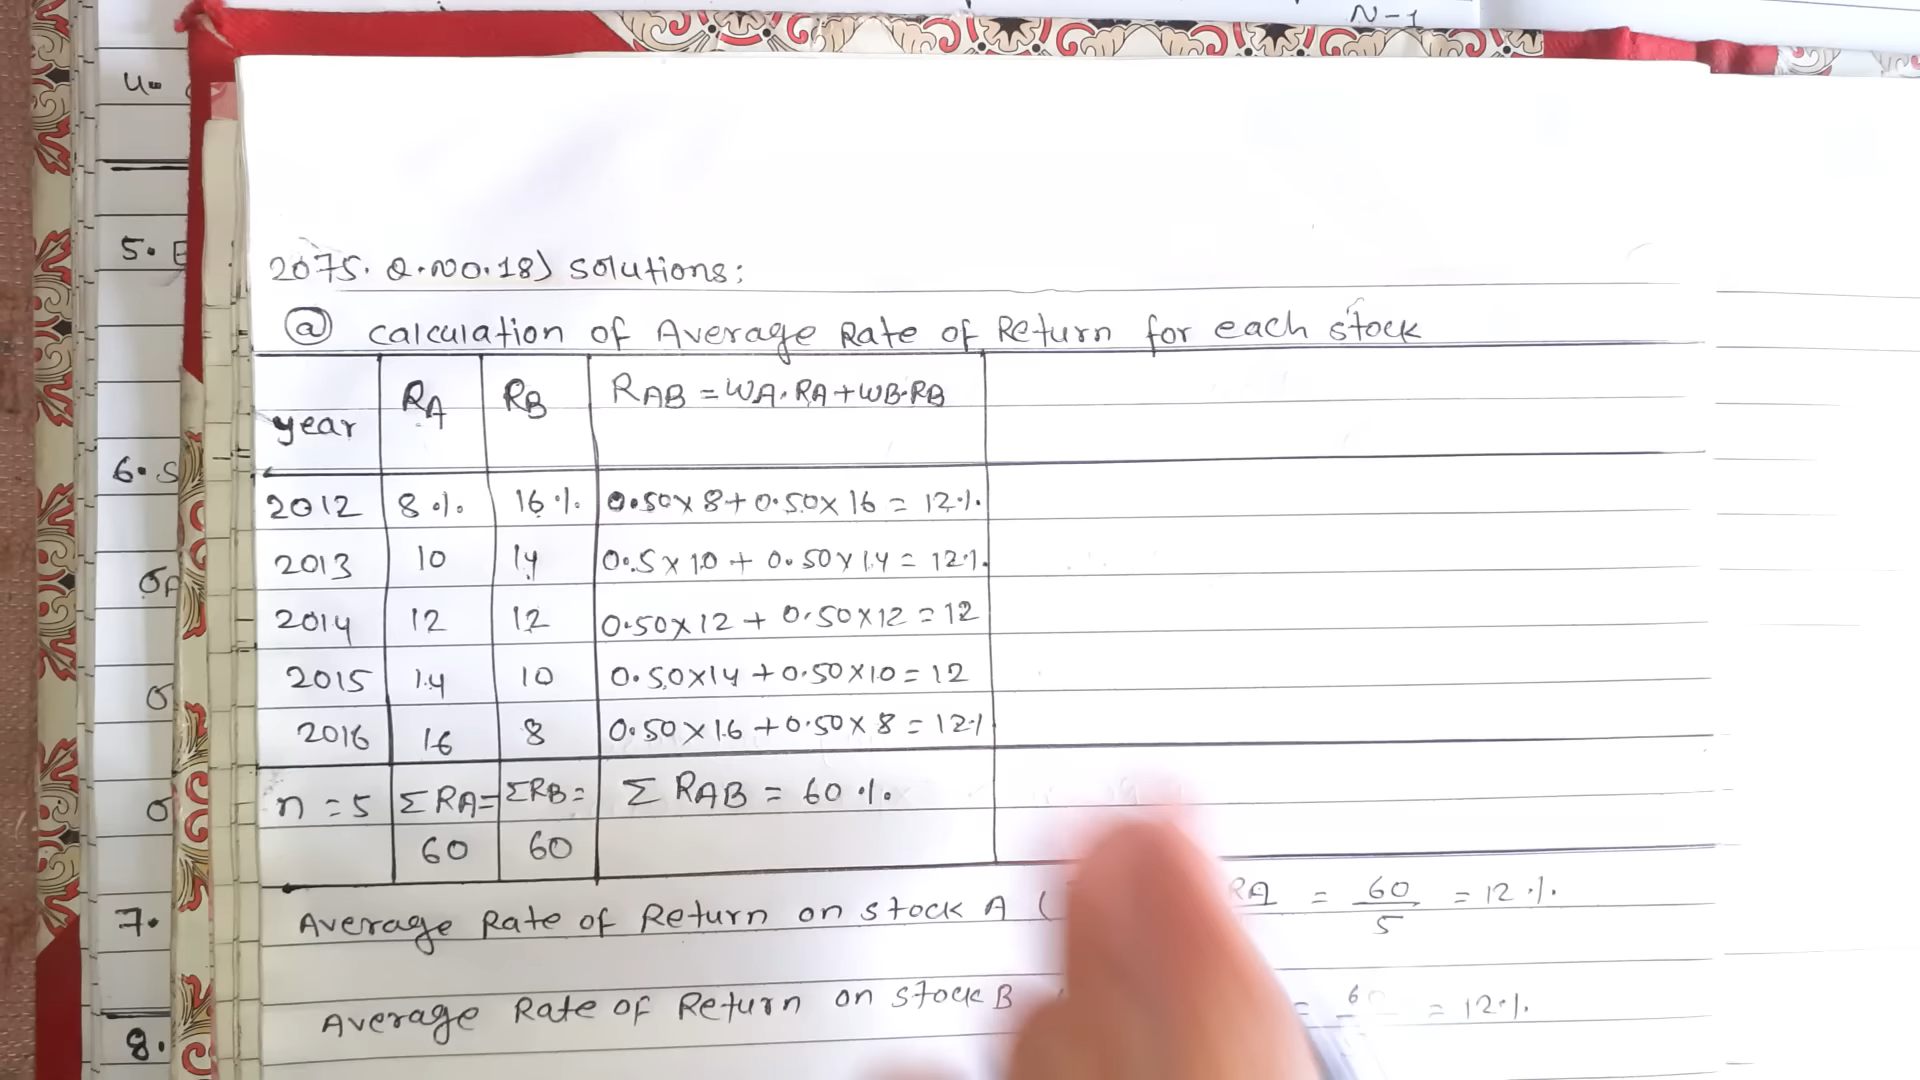 N-1
u=
5. E
6. S
7.
8.
2075. Q.NO.18) solutions:
(a) calculation of Average Rate of Return for each stock
year RA RB RAB = WA.RA+WB.RB
2012 8% 16% 0.50x8+0.50x16 = 12%.
2013 10 14 0.5x10 + 0.50x14 = 12%.
2014 12 12 0.50x12 + 0.50x12 = 12
2015 14 10 0.50x14 +0.50x10= 12
2016 16 8 0.50x16 +0.50x8 = 12%
n = 5 ΣRA= ΣRB= Σ RAB = 60%.
60 60
Average Rate of Return on stock A ( RA = 60/5 = 12%.
Average Rate of Return on stock B = = 12%.